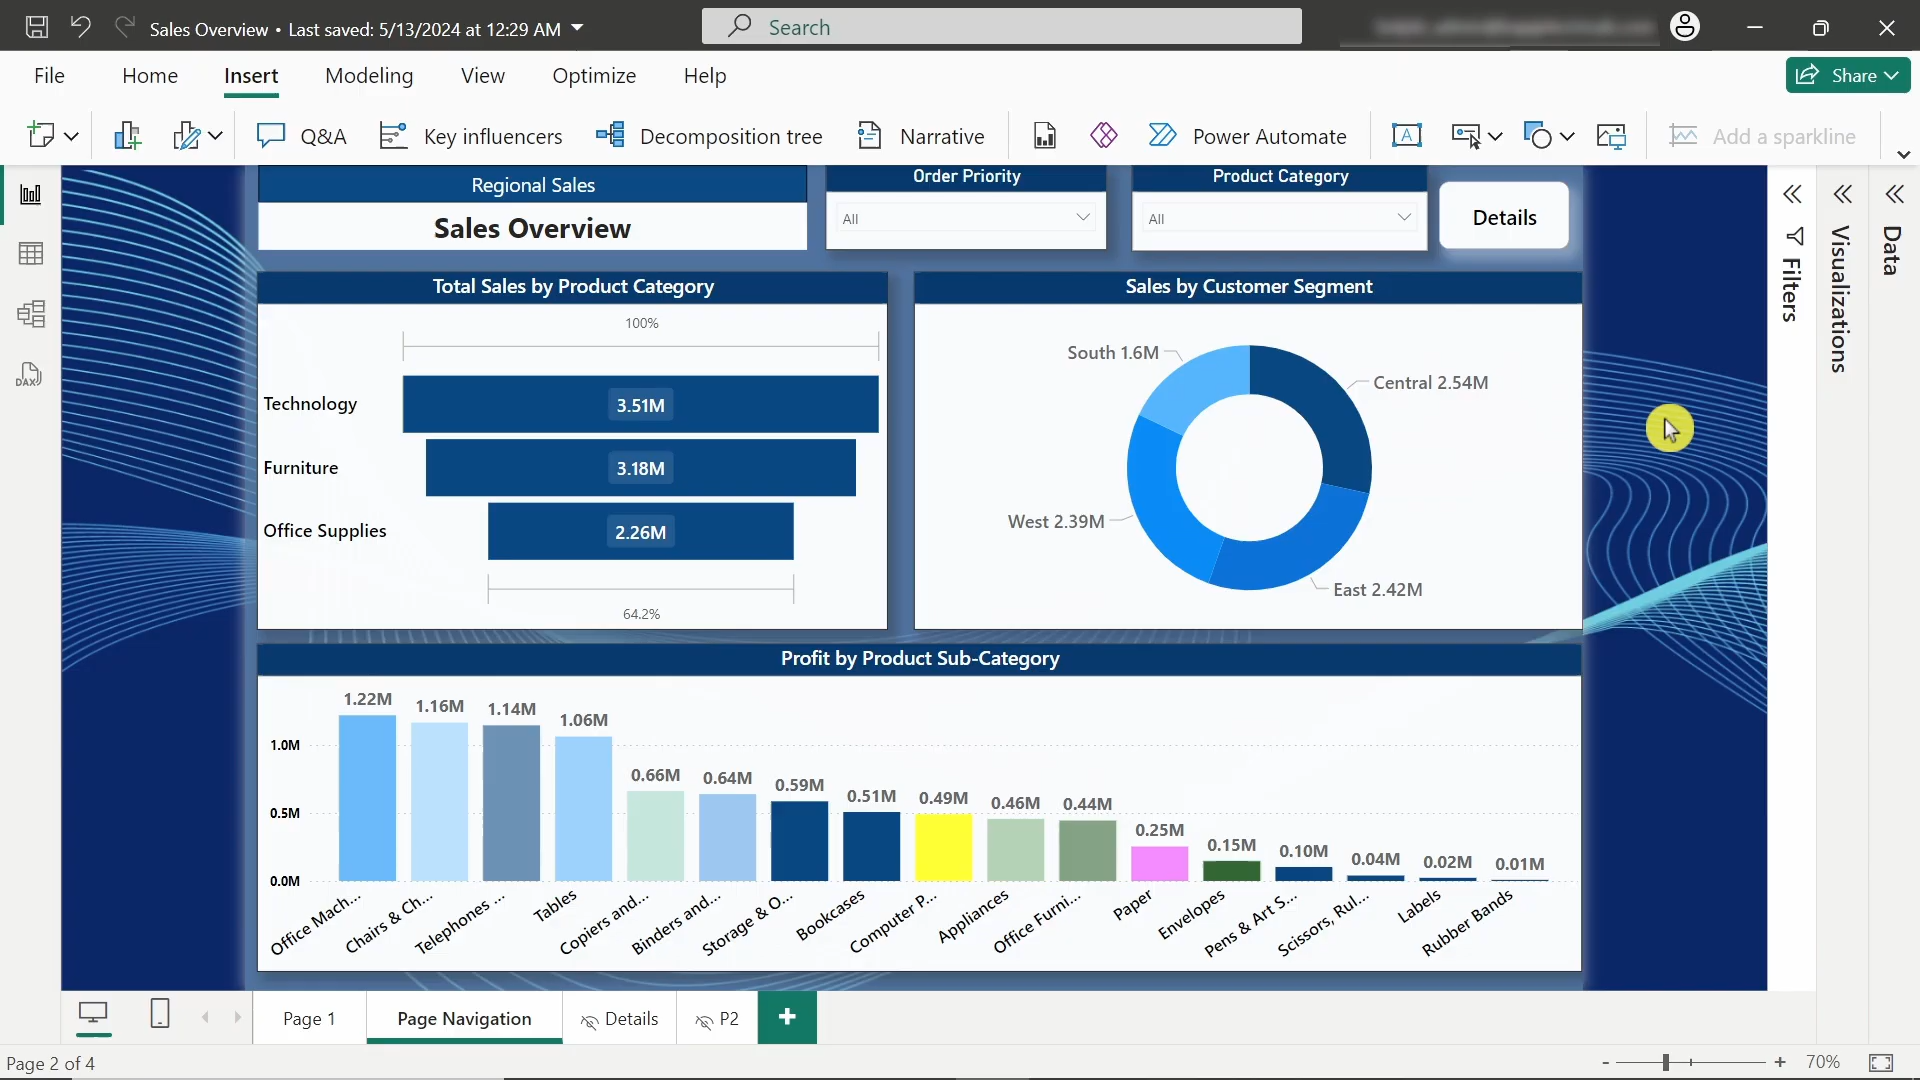 Sales Overview • Last saved: 5/13/2024 at 12:29 AM
Search
File Home Insert Modeling View Optimize Help
Share
Q&A Key influencers Decomposition tree Narrative Power Automate Add a sparkline
Regional Sales
Sales Overview
Order Priority
All
Product Category
All
Details
Filters
Visualizations
Data
DAX
Total Sales by Product Category
100%
Technology 3.51M
Furniture 3.18M
Office Supplies 2.26M
64.2%
Sales by Customer Segment
South 1.6M
Central 2.54M
West 2.39M
East 2.42M
Profit by Product Sub-Category
1.22M 1.16M 1.14M 1.06M 0.66M 0.64M 0.59M 0.51M 0.49M 0.46M 0.44M 0.25M 0.15M 0.10M 0.04M 0.02M 0.01M
1.0M
0.5M
0.0M
Office Mach... Chairs & Ch... Telephones ... Tables Copiers and... Binders and... Storage & O... Bookcases Computer P... Appliances Office Furni... Paper Envelopes Pens & Art S... Scissors, Rul... Labels Rubber Bands
Page 1 Page Navigation Details P2 +
Page 2 of 4
- + 70%